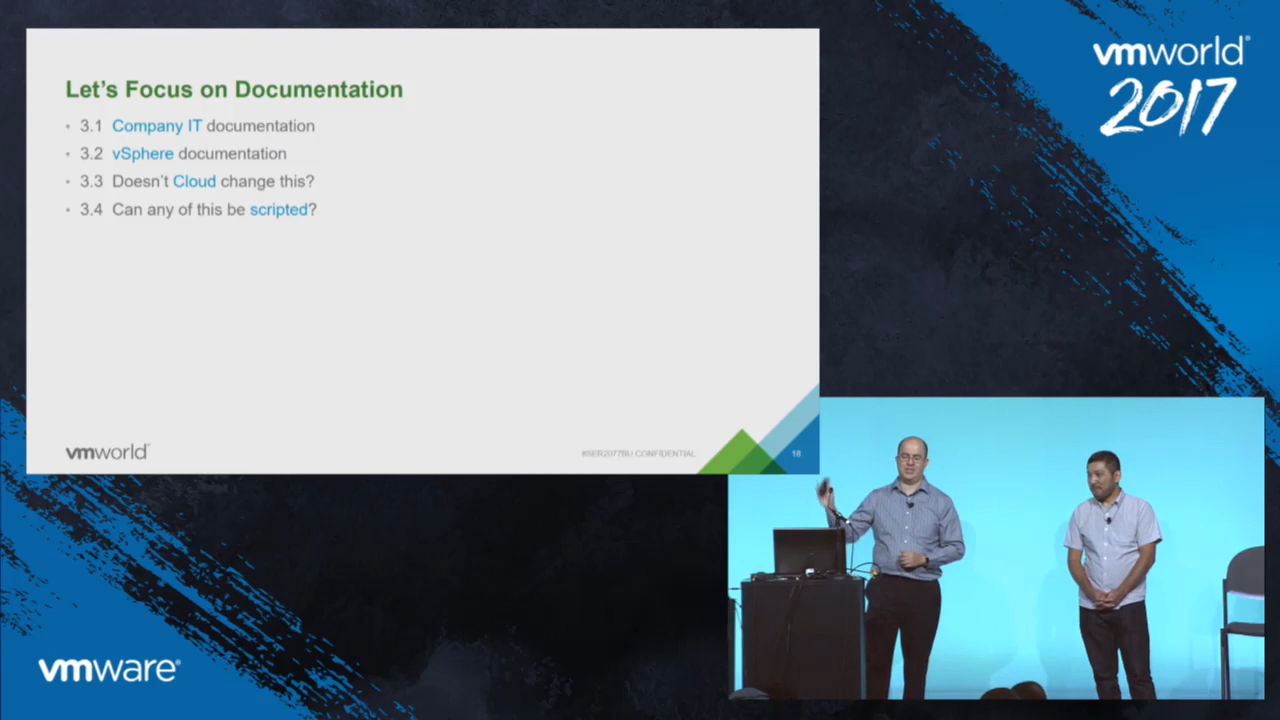 Let's Focus on Documentation
• 3.1 Company IT documentation
• 3.2 vSphere documentation
• 3.3 Doesn't Cloud change this?
• 3.4 Can any of this be scripted?
vmworld®
#SER2077BU CONFIDENTIAL
18
vmworld®
2017
vmware®